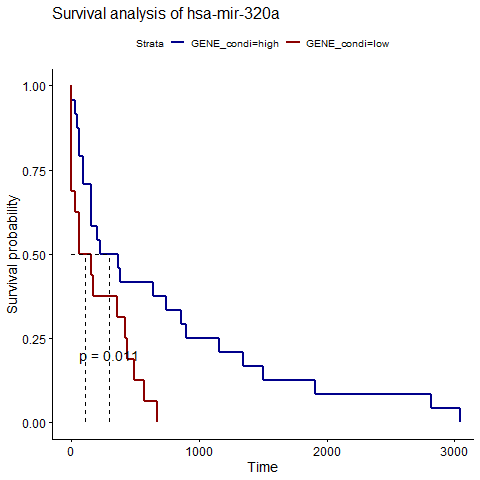 Survival analysis of hsa-mir-320a
Strata GENE_condi=high GENE_condi=low
Survival probability
1.00
0.75
0.50
0.25
0.00
p = 0.011
0 1000 2000 3000
Time